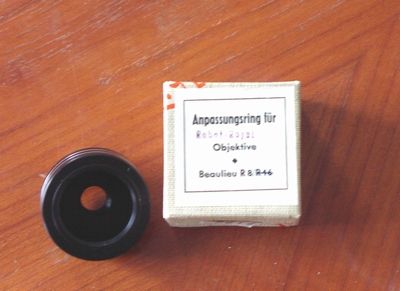 Anpassungsring für
Robot-Royal
Objektive
Beaulieu R 8 R16